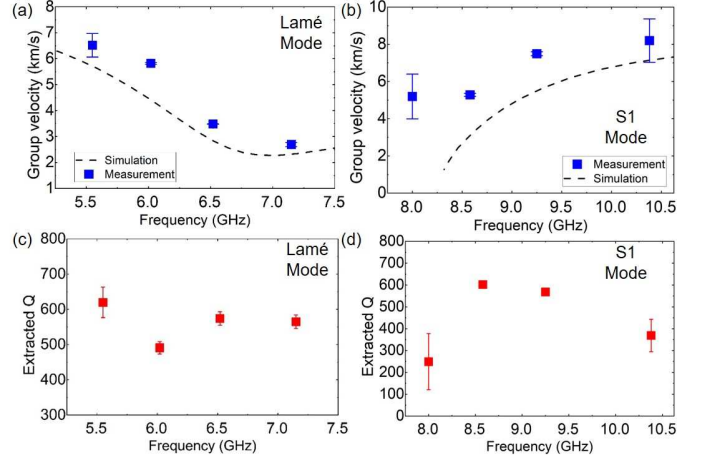 (a)
Lamé
Mode
Group velocity (km/s)
8
7
6
5
4
3
2
1
Simulation
Measurement
5.5 6.0 6.5 7.0 7.5
Frequency (GHz)
(b)
Group velocity (km/s)
10
8
6
4
2
0
S1
Mode
Measurement
Simulation
8.0 8.5 9.0 9.5 10.0 10.5
Frequency (GHz)
(c)
Lamé
Mode
Extracted Q
800
700
600
500
400
300
5.5 6.0 6.5 7.0 7.5
Frequency (GHz)
(d)
S1
Mode
Extracted Q
800
700
600
500
400
300
200
100
0
8.0 8.5 9.0 9.5 10.0 10.5
Frequency (GHz)